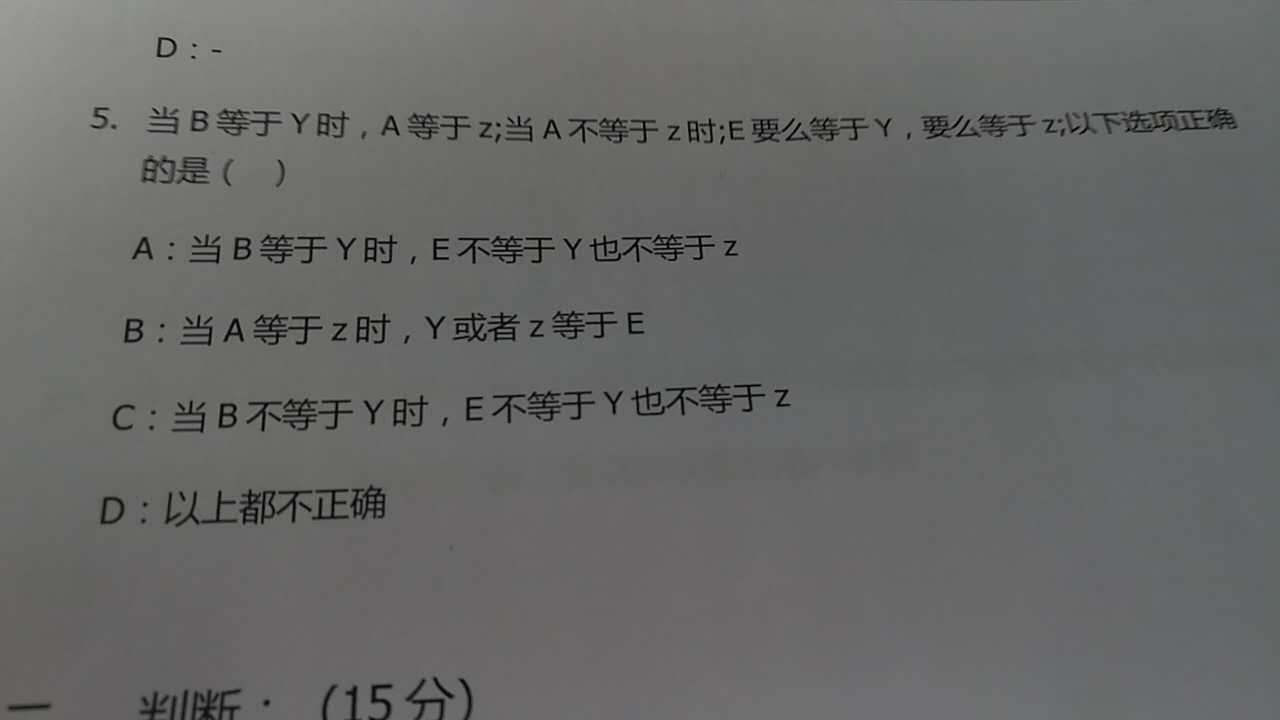 D：-
5. 当 B 等于 Y 时，A 等于 z;当 A 不等于 z 时;E 要么等于 Y，要么等于 z;以下选项正确
的是（ ）
A：当 B 等于 Y 时，E 不等于 Y 也不等于 z
B：当 A 等于 z 时，Y 或者 z 等于 E
C：当 B 不等于 Y 时，E 不等于 Y 也不等于 z
D：以上都不正确
一 判断：(15 分)